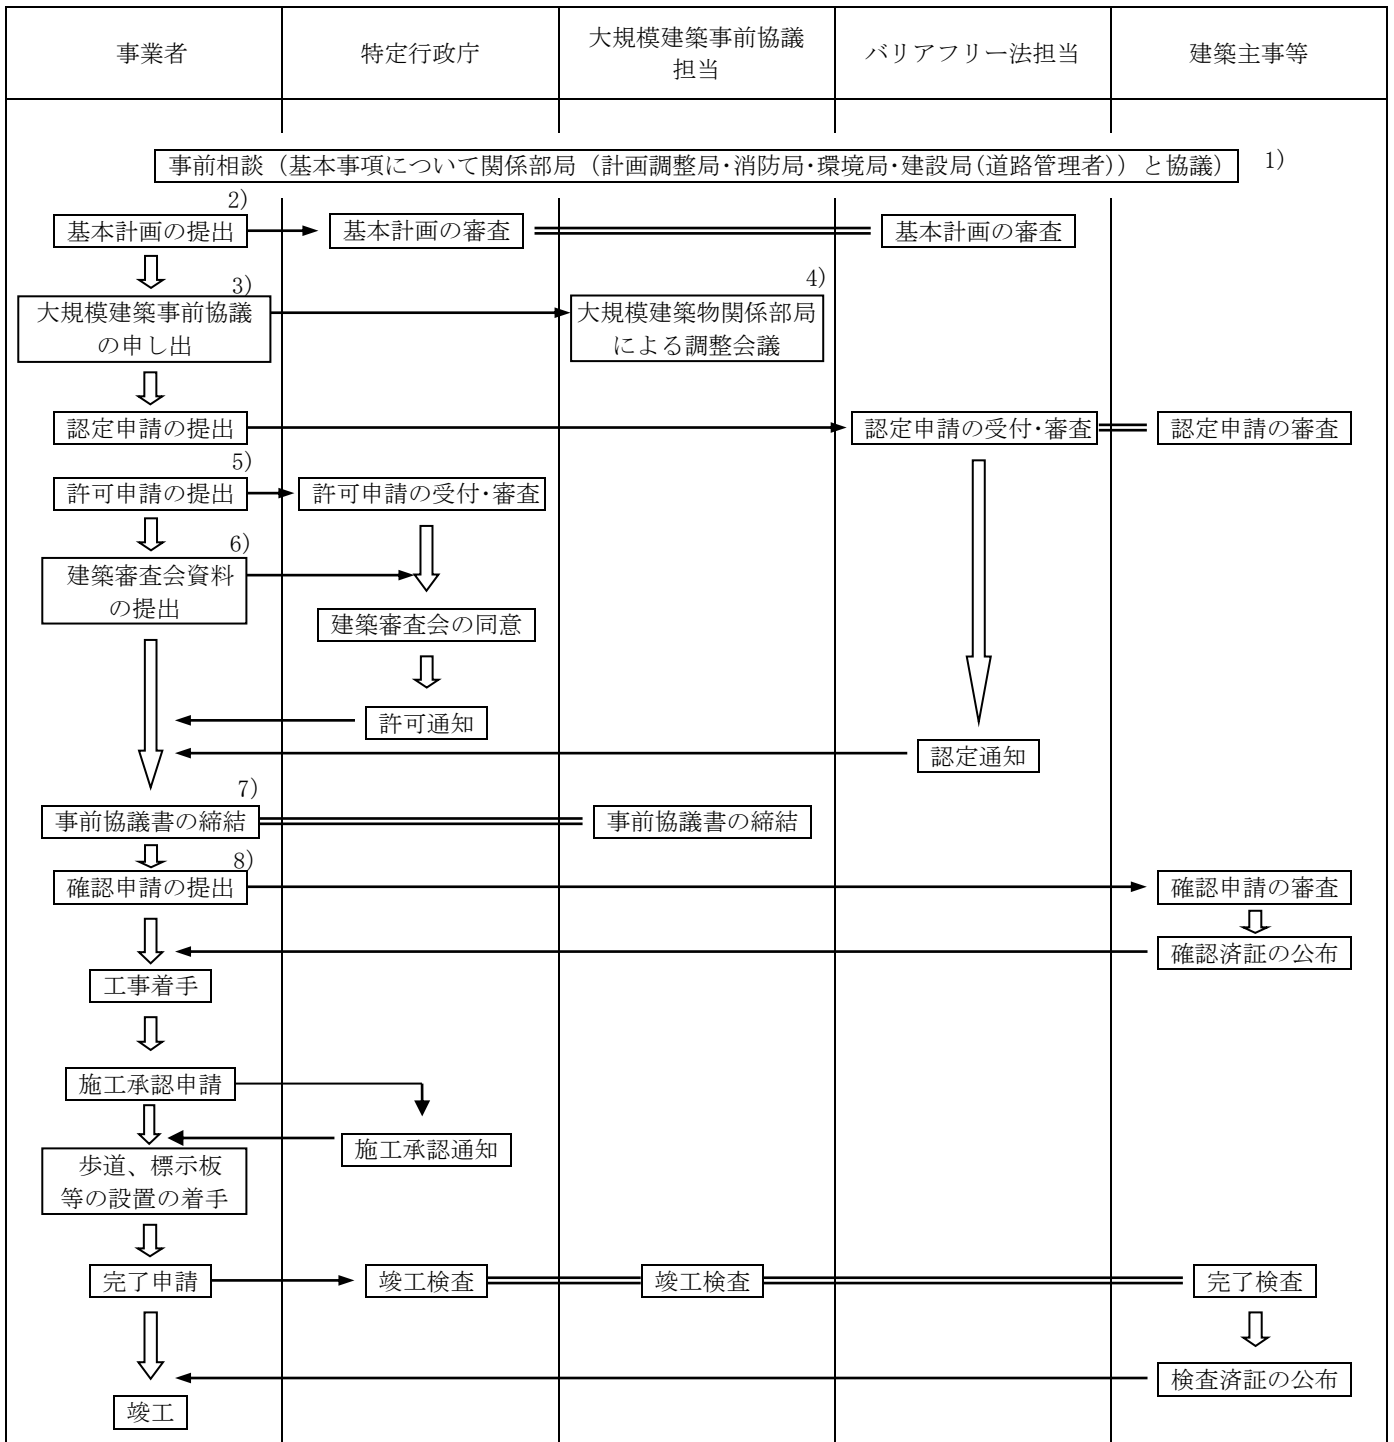 事業者
特定行政庁
大規模建築事前協議
担当
バリアフリー法担当
建築主事等
事前相談（基本事項について関係部局（計画調整局・消防局・環境局・建設局(道路管理者)）と協議）
1)
2)
基本計画の提出
基本計画の審査
基本計画の審査
3)
大規模建築事前協議
の申し出
4)
大規模建築物関係部局
による調整会議
認定申請の提出
認定申請の受付・審査
認定申請の審査
5)
許可申請の提出
許可申請の受付・審査
6)
建築審査会資料
の提出
建築審査会の同意
許可通知
認定通知
7)
事前協議書の締結
事前協議書の締結
8)
確認申請の提出
確認申請の審査
確認済証の公布
工事着手
施工承認申請
施工承認通知
歩道、標示板
等の設置の着手
完了申請
竣工検査
竣工検査
完了検査
検査済証の公布
竣工